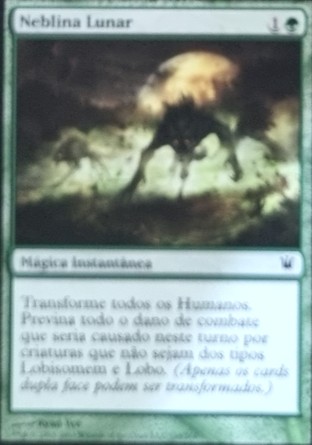 Neblina Lunar 1
Mágica Instantânea
Transforme todos os Humanos.
Previna todo o dano de combate
que seria causado neste turno por
criaturas que não sejam dos tipos
Lobisomem e Lobo. (Apenas os cards
dupla face podem ser transformados.)